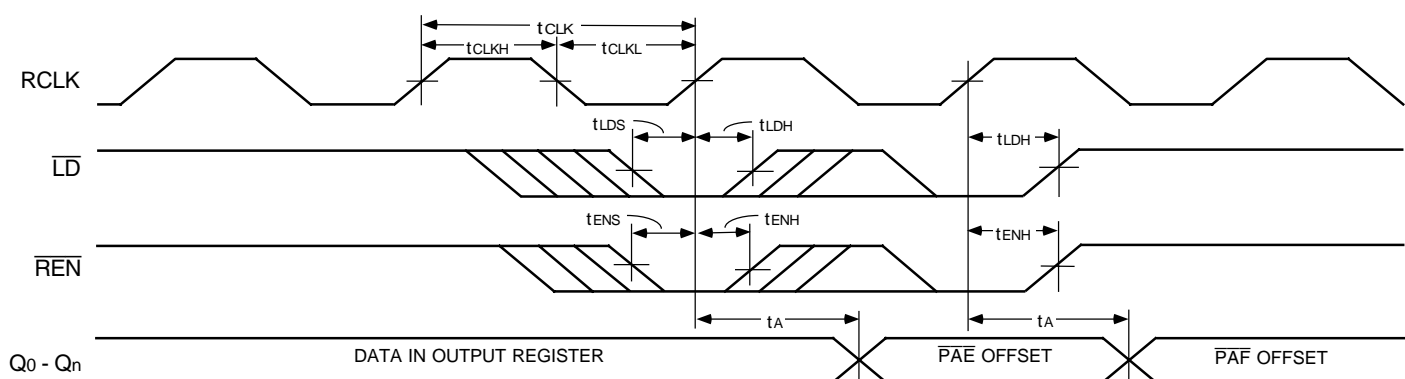 tCLK
tCLKH
tCLKL
RCLK
tLDS
tLDH
tLDH
LD
tENS
tENH
tENH
REN
tA
tA
Q0 - Qn
DATA IN OUTPUT REGISTER
PAE OFFSET
PAF OFFSET